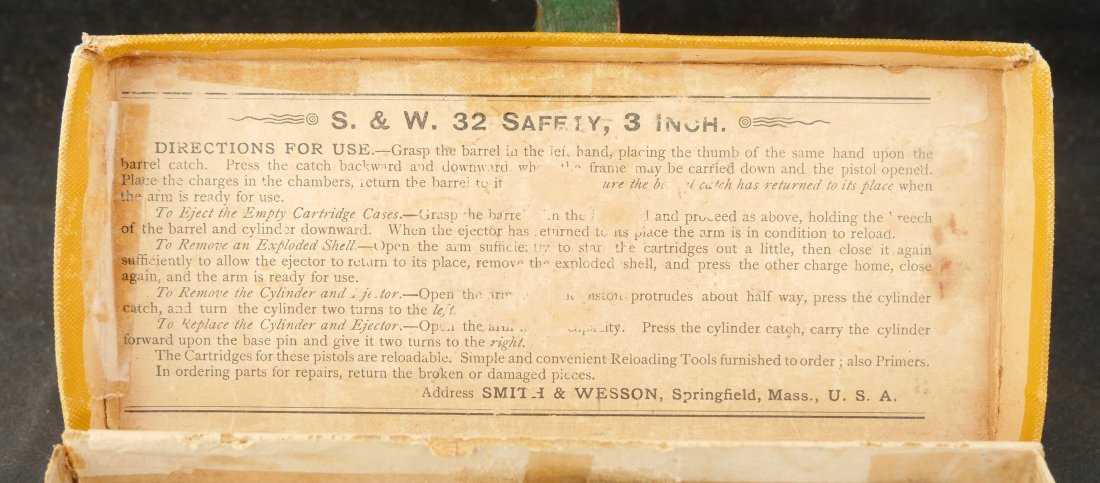 S. & W. 32 SAFETY, 3 INCH.
DIRECTIONS FOR USE.—Grasp the barrel in the left hand, placing the thumb of the same hand upon the
barrel catch. Press the catch backward and downward, the frame may be carried down and the pistol opened.
Place the charges in the chambers, return the barrel to catch has returned to its place when
the arm is ready for use.
To Eject the Empty Cartridge Cases.—Grasp the barrel in the and proceed as above, holding the breech
of the barrel and cylinder downward. When the ejector has returned to its place the arm is in condition to reload.
To Remove an Exploded Shell.—Open the arm sufficiently to start the cartridges out a little, then close it again
sufficiently to allow the ejector to return to its place, remove the exploded shell, and press the other charge home, close
again, and the arm is ready for use.
To Remove the Cylinder and Ejector.—Open the arm piston protrudes about half way, press the cylinder
catch, and turn the cylinder two turns to the left.
To Replace the Cylinder and Ejector.—Open the arm capacity. Press the cylinder catch, carry the cylinder
forward upon the base pin and give it two turns to the right.
The Cartridges for these pistols are reloadable. Simple and convenient Reloading Tools furnished to order; also Primers.
In ordering parts for repairs, return the broken or damaged pieces.
Address SMITH & WESSON, Springfield, Mass., U. S. A.